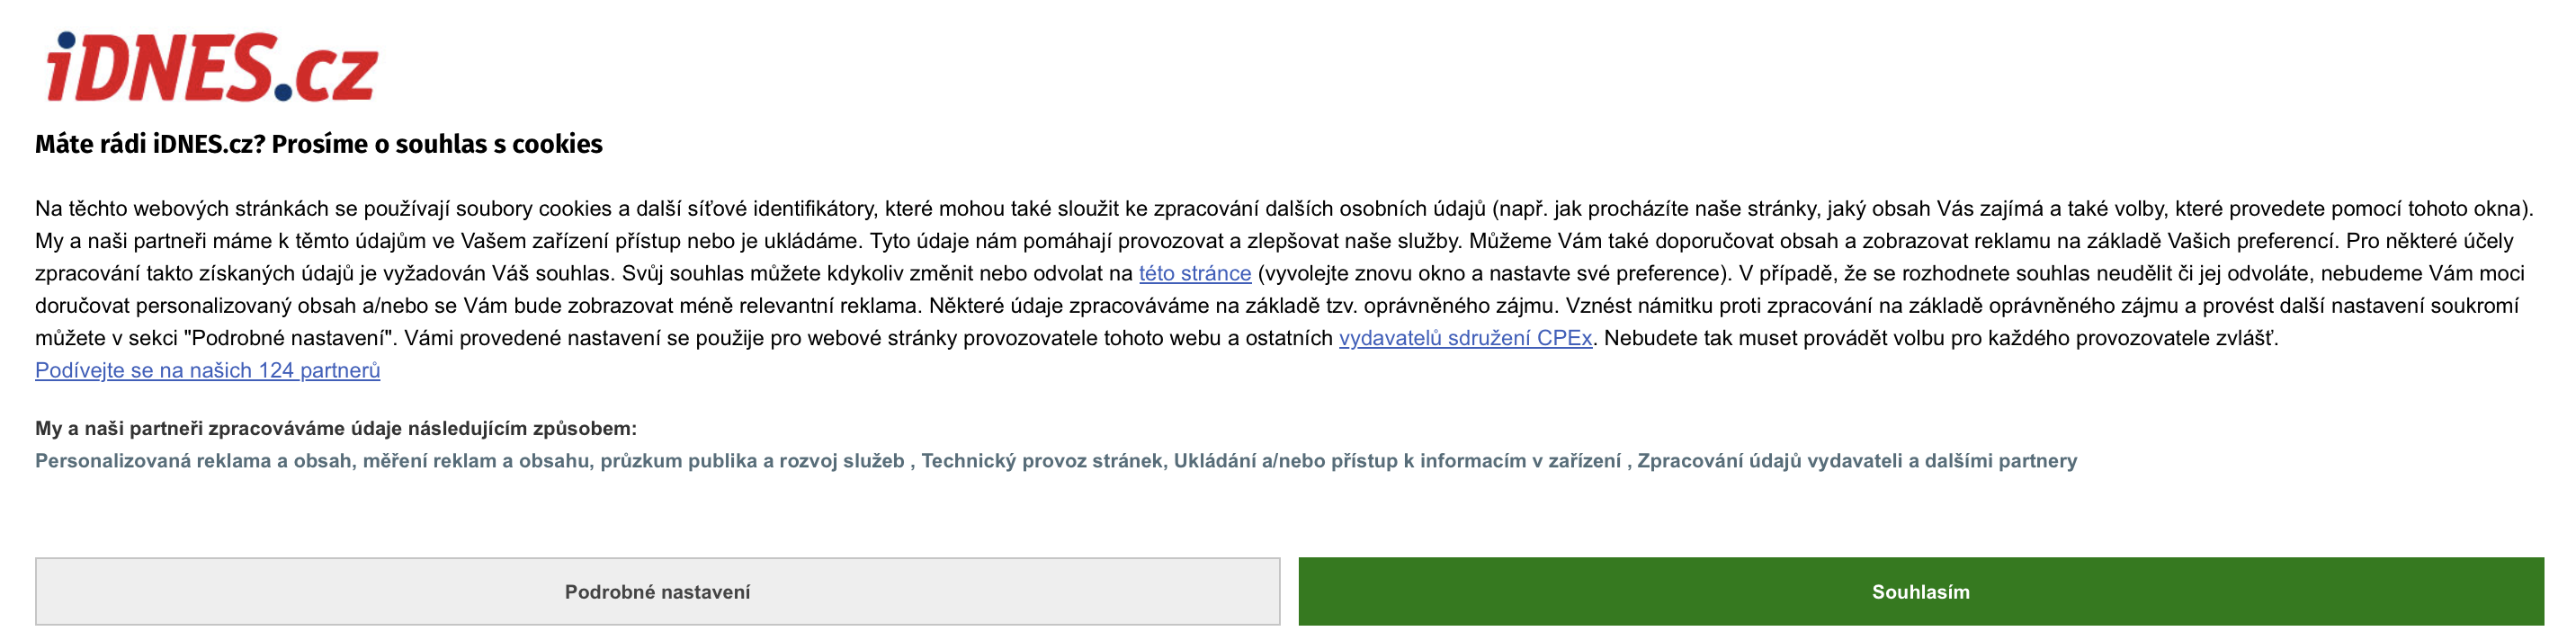 iDNES.cz
Máte rádi iDNES.cz? Prosíme o souhlas s cookies
Na těchto webových stránkách se používají soubory cookies a další síťové identifikátory, které mohou také sloužit ke zpracování dalších osobních údajů (např. jak procházíte naše stránky, jaký obsah Vás zajímá a také volby, které provedete pomocí tohoto okna).
My a naši partneři máme k těmto údajům ve Vašem zařízení přístup nebo je ukládáme. Tyto údaje nám pomáhají provozovat a zlepšovat naše služby. Můžeme Vám také doporučovat obsah a zobrazovat reklamu na základě Vašich preferencí. Pro některé účely
zpracování takto získaných údajů je vyžadován Váš souhlas. Svůj souhlas můžete kdykoliv změnit nebo odvolat na této stránce (vyvolejte znovu okno a nastavte své preference). V případě, že se rozhodnete souhlas neudělit či jej odvoláte, nebudeme Vám moci
doručovat personalizovaný obsah a/nebo se Vám bude zobrazovat méně relevantní reklama. Některé údaje zpracováváme na základě tzv. oprávněného zájmu. Vznést námitku proti zpracování na základě oprávněného zájmu a provést další nastavení soukromí
můžete v sekci "Podrobné nastavení". Vámi provedené nastavení se použije pro webové stránky provozovatele tohoto webu a ostatních vydavatelů sdružení CPEx. Nebudete tak muset provádět volbu pro každého provozovatele zvlášť.
Podívejte se na našich 124 partnerů
My a naši partneři zpracováváme údaje následujícím způsobem:
Personalizovaná reklama a obsah, měření reklam a obsahu, průzkum publika a rozvoj služeb , Technický provoz stránek, Ukládání a/nebo přístup k informacím v zařízení , Zpracování údajů vydavateli a dalšími partnery
Podrobné nastavení
Souhlasím